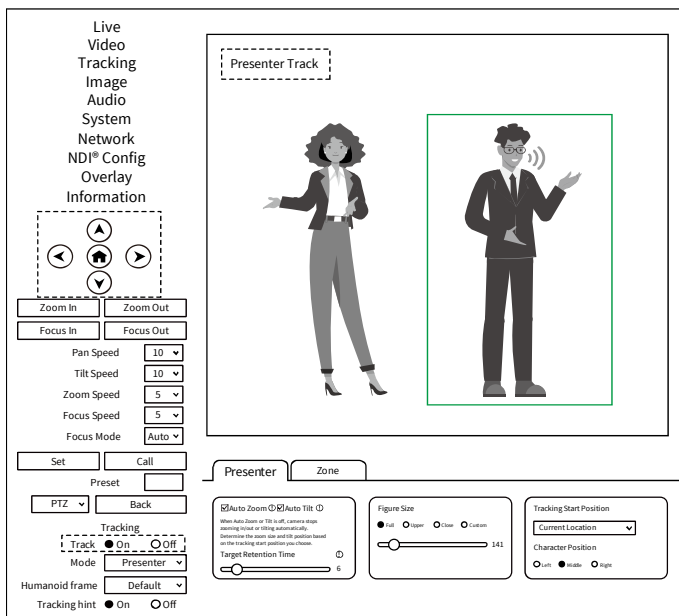 Live
Video
Tracking
Image
Audio
System
Network
NDI® Config
Overlay
Information
Zoom In Zoom Out
Focus In Focus Out
Pan Speed 10
Tilt Speed 10
Zoom Speed 5
Focus Speed 5
Focus Mode Auto
Set Call
Preset
PTZ Back
Tracking
Track On Off
Mode Presenter
Humanoid frame Default
Tracking hint On Off
Presenter Track
Presenter Zone
Auto Zoom Auto Tilt
When Auto Zoom or Tilt is off, camera stops
zooming in/out or tilting automatically.
Determine the zoom size and tilt position based
on the tracking start position you choose.
Target Retention Time
6
Figure Size
Full Upper Close Custom
141
Tracking Start Position
Current Location
Character Position
Left Middle Right